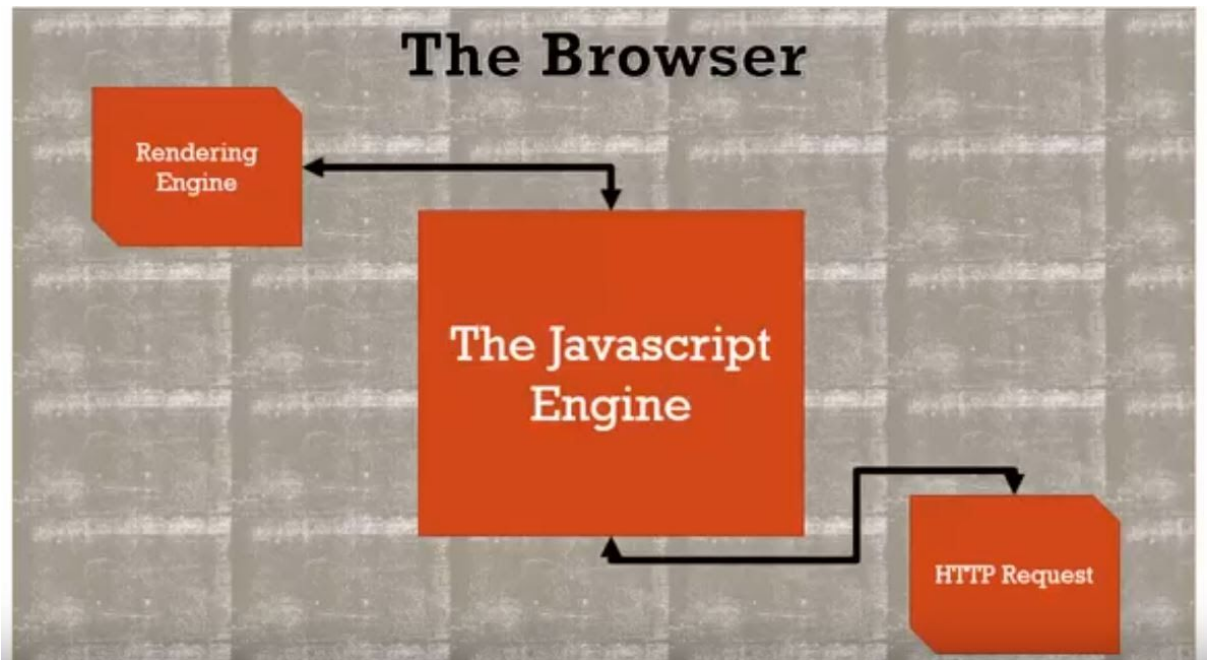 The Browser
Rendering
Engine
The Javascript
Engine
HTTP Request